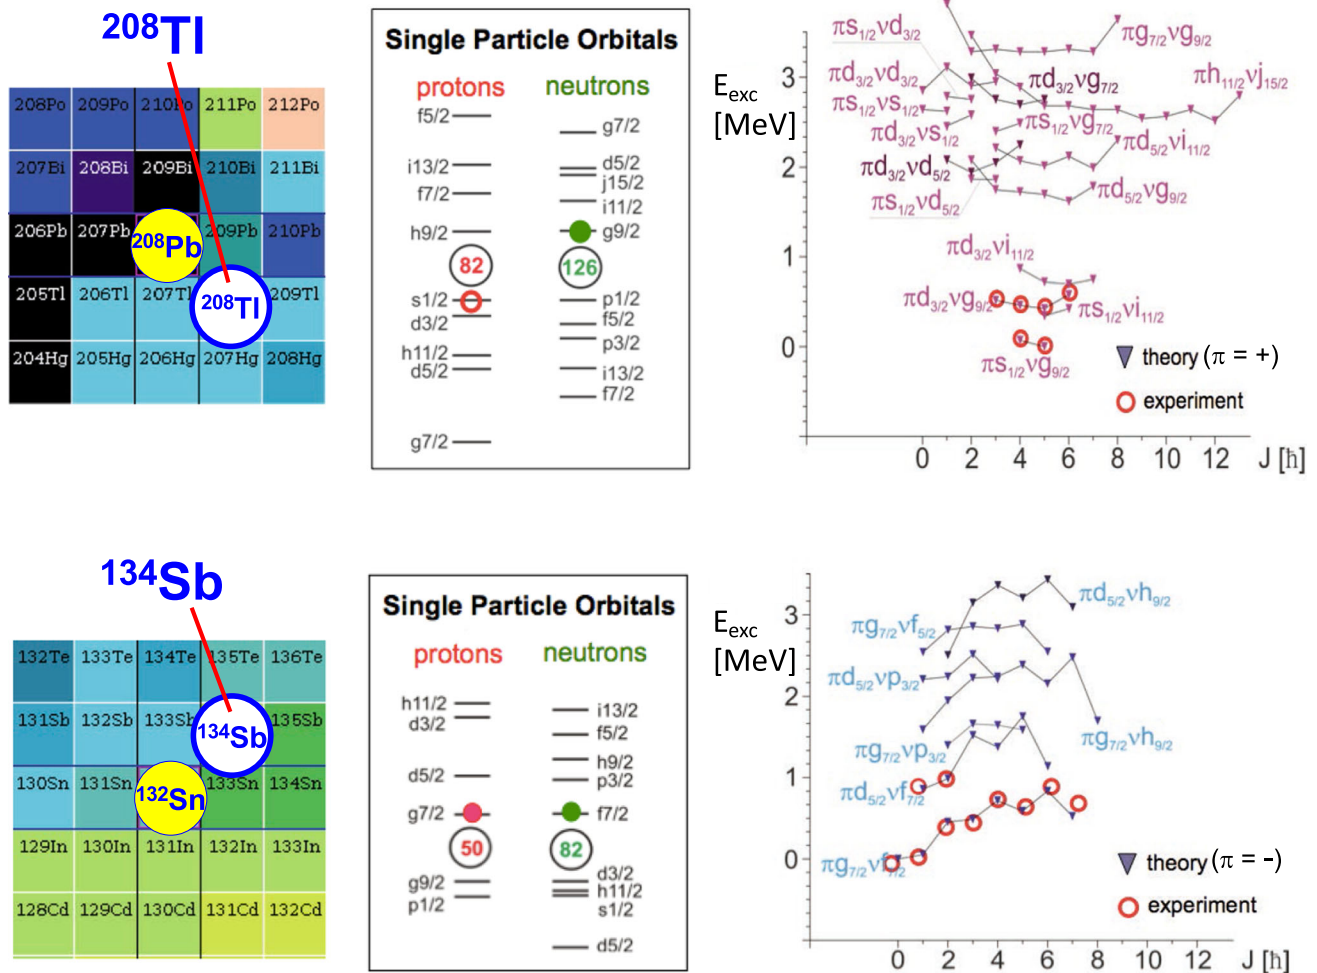 ²⁰⁸Tl
208Po 209Po 210Po 211Po 212Po
207Bi 208Bi 209Bi 210Bi 211Bi
206Pb 207Pb ²⁰⁸Pb 209Pb 210Pb
205Tl 206Tl 207Tl ²⁰⁸Tl 209Tl
204Hg 205Hg 206Hg 207Hg 208Hg
Single Particle Orbitals
protons neutrons
f5/2
i13/2
f7/2
h9/2
82
s1/2
d3/2
h11/2
d5/2
g7/2
g7/2
d5/2
j15/2
i11/2
g9/2
126
p1/2
f5/2
p3/2
i13/2
f7/2
E_exc
[MeV]
3
2
1
0
πs₁/₂νd₃/₂
πg₇/₂νg₉/₂
πd₃/₂νd₃/₂
πd₃/₂νg₇/₂
πh₁₁/₂νj₁₅/₂
πs₁/₂νs₁/₂
πs₁/₂νg₇/₂
πd₃/₂νs₁/₂
πd₅/₂νi₁₁/₂
πd₃/₂νd₅/₂
πd₅/₂νg₉/₂
πs₁/₂νd₅/₂
πd₃/₂νi₁₁/₂
πd₃/₂νg₉/₂
πs₁/₂νi₁₁/₂
πs₁/₂νg₉/₂
theory (π = +)
experiment
0 2 4 6 8 10 12 J [ħ]
¹³⁴Sb
132Te 133Te 134Te 135Te 136Te
131Sb 132Sb 133Sb ¹³⁴Sb 135Sb
130Sn 131Sn ¹³²Sn 133Sn 134Sn
129In 130In 131In 132In 133In
128Cd 129Cd 130Cd 131Cd 132Cd
Single Particle Orbitals
protons neutrons
h11/2
d3/2
d5/2
g7/2
50
g9/2
p1/2
i13/2
f5/2
h9/2
p3/2
f7/2
82
d3/2
h11/2
s1/2
d5/2
E_exc
[MeV]
3
2
1
0
πd₅/₂νh₉/₂
πg₇/₂νf₅/₂
πd₅/₂νp₃/₂
πg₇/₂νh₉/₂
πg₇/₂νp₃/₂
πd₅/₂νf₇/₂
πg₇/₂νf₇/₂
theory (π = -)
experiment
0 2 4 6 8 10 12 J [ħ]